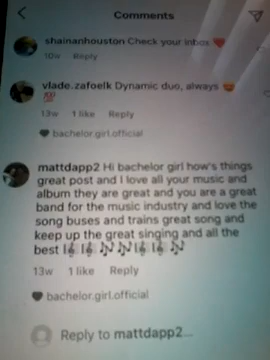 Comments
shainanhouston Check your inbox ❤️
10w Reply
vlade.zafoelk Dynamic duo, always 😍
💯
13w 1 like Reply
bachelor.girl.official
mattdapp2 Hi bachelor girl how's things
great post and I love all your music and
album they are great and you are a great
band for the music industry and love the
song buses and trains great song and
keep up the great singing and all the
best 🎼🎼🎶🎶🎼🎼🎶
13w 1 like Reply
bachelor.girl.official
Reply to mattdapp2...